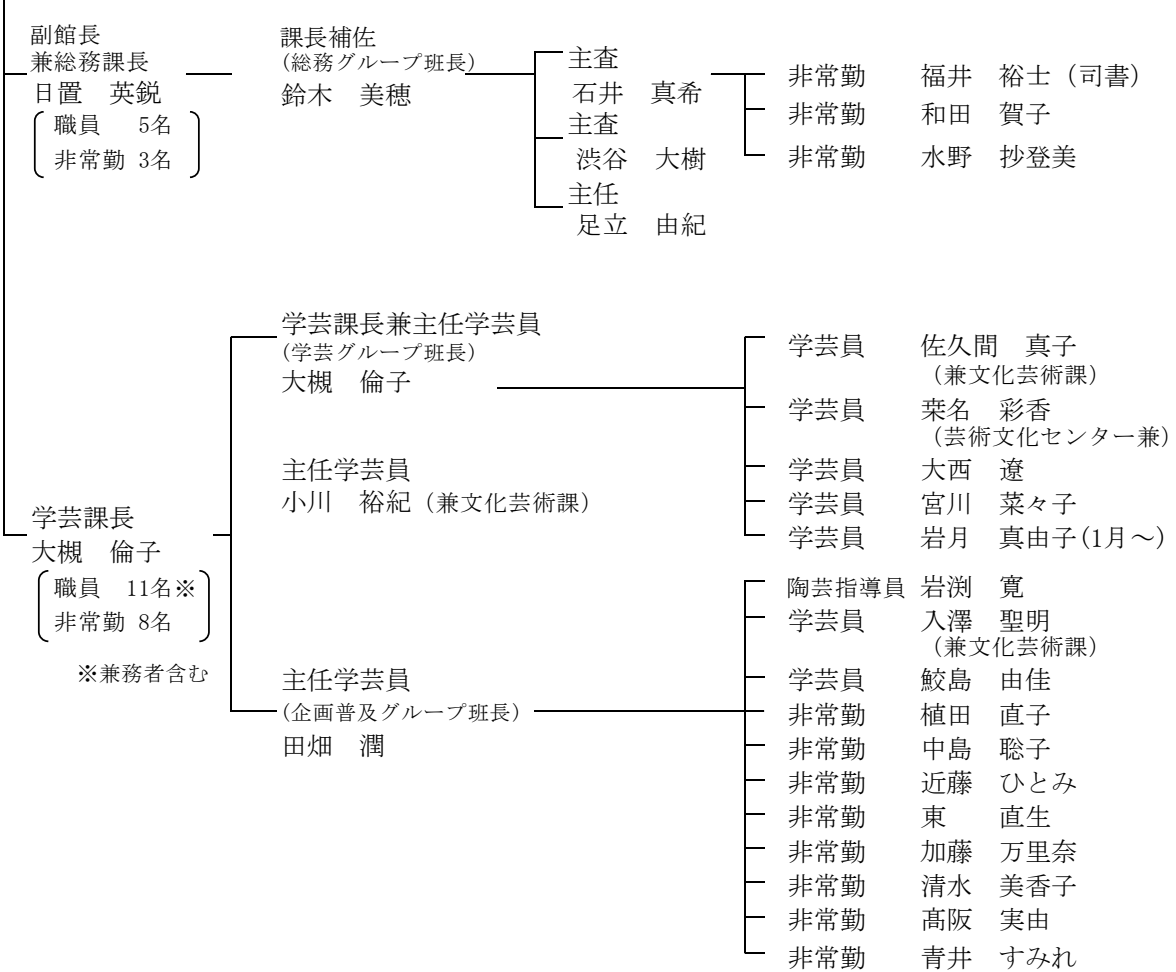 副館長
兼総務課長
日置　英鋭
職員　5名
非常勤 3名
課長補佐
(総務グループ班長)
鈴木　美穂
主査
石井　真希
主査
渋谷　大樹
主任
足立　由紀
非常勤　福井　裕士（司書）
非常勤　和田　賀子
非常勤　水野　抄登美
学芸課長
大槻　倫子
職員　11名※
非常勤 8名
※兼務者含む
学芸課長兼主任学芸員
(学芸グループ班長)
大槻　倫子
主任学芸員
小川　裕紀（兼文化芸術課）
主任学芸員
(企画普及グループ班長)
田畑　潤
学芸員　佐久間　真子
（兼文化芸術課）
学芸員　桒名　彩香
（芸術文化センター兼）
学芸員　大西　遼
学芸員　宮川　菜々子
学芸員　岩月　真由子(1月～)
陶芸指導員　岩渕　寛
学芸員　入澤　聖明
（兼文化芸術課）
学芸員　鮫島　由佳
非常勤　植田　直子
非常勤　中島　聡子
非常勤　近藤　ひとみ
非常勤　東　直生
非常勤　加藤　万里奈
非常勤　清水　美香子
非常勤　髙阪　実由
非常勤　青井　すみれ